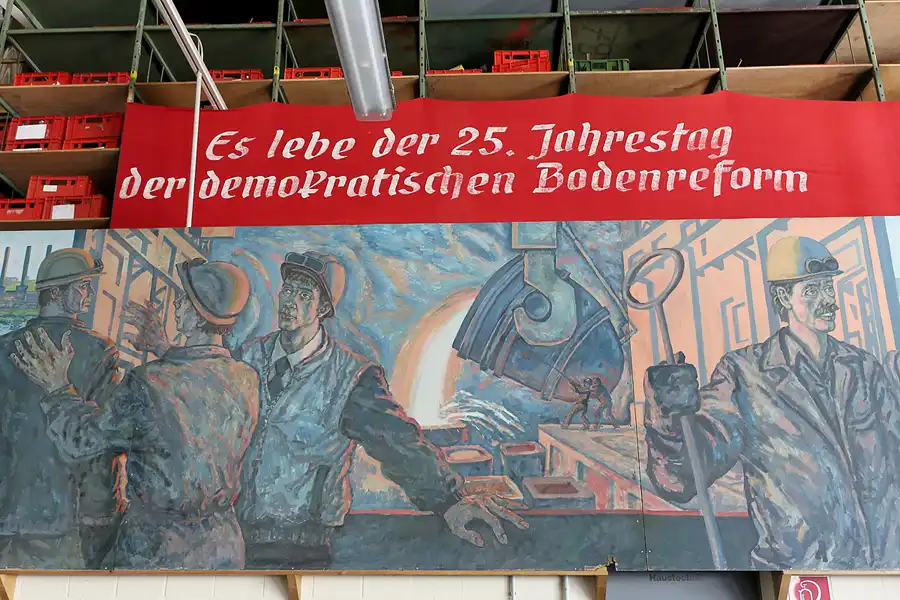 Es lebe der 25. Jahrestag
der demokratischen Bodenreform